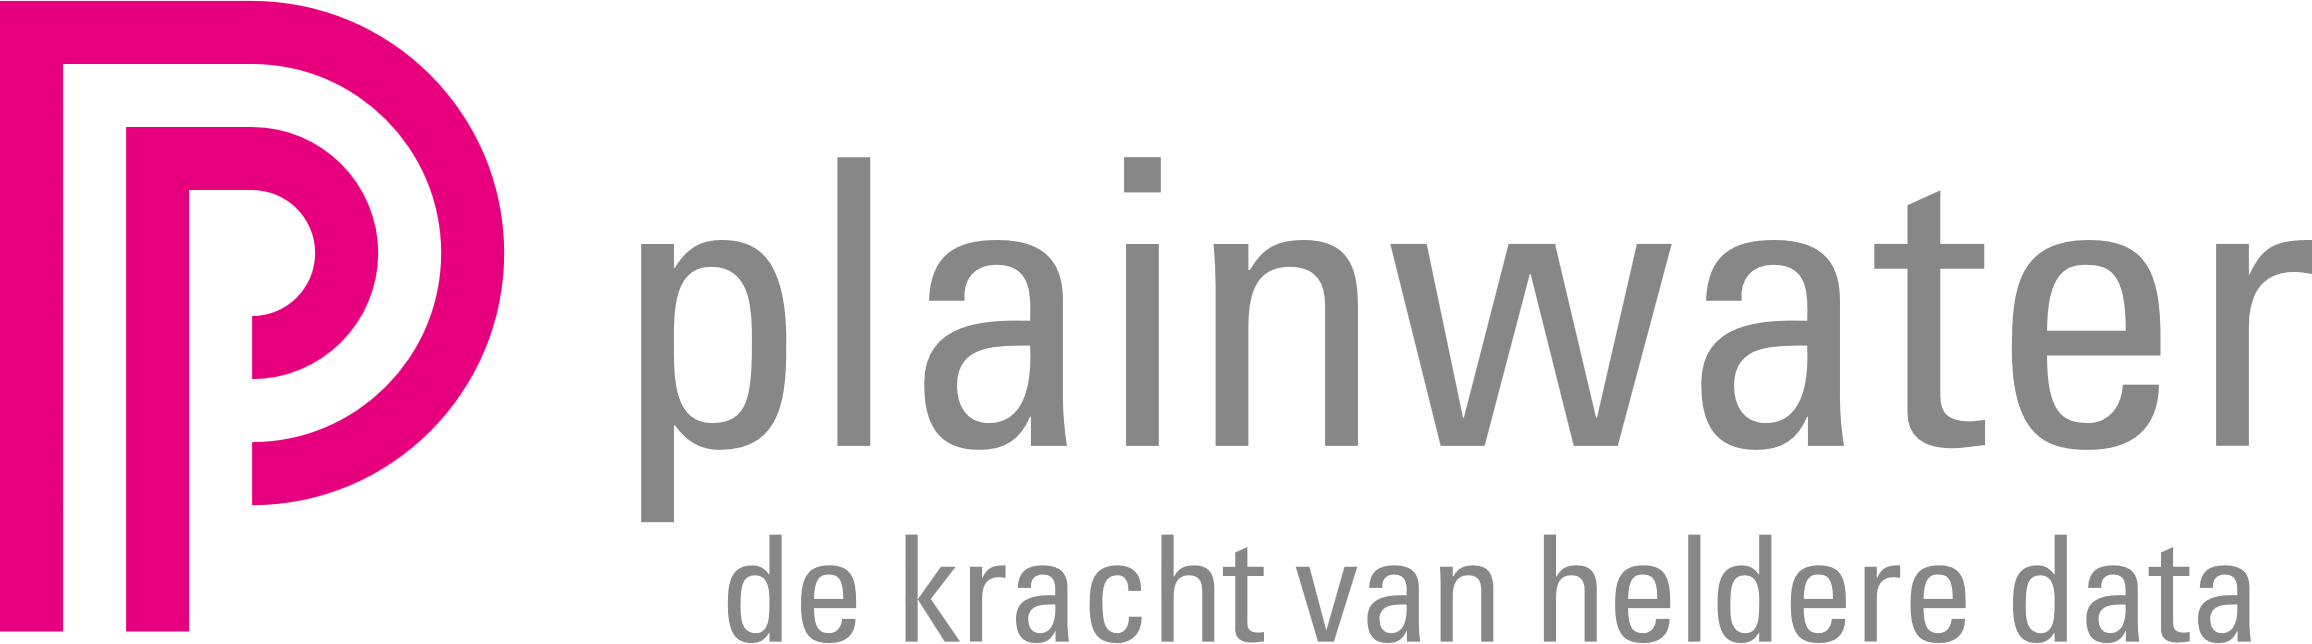 plainwater
de kracht van heldere data